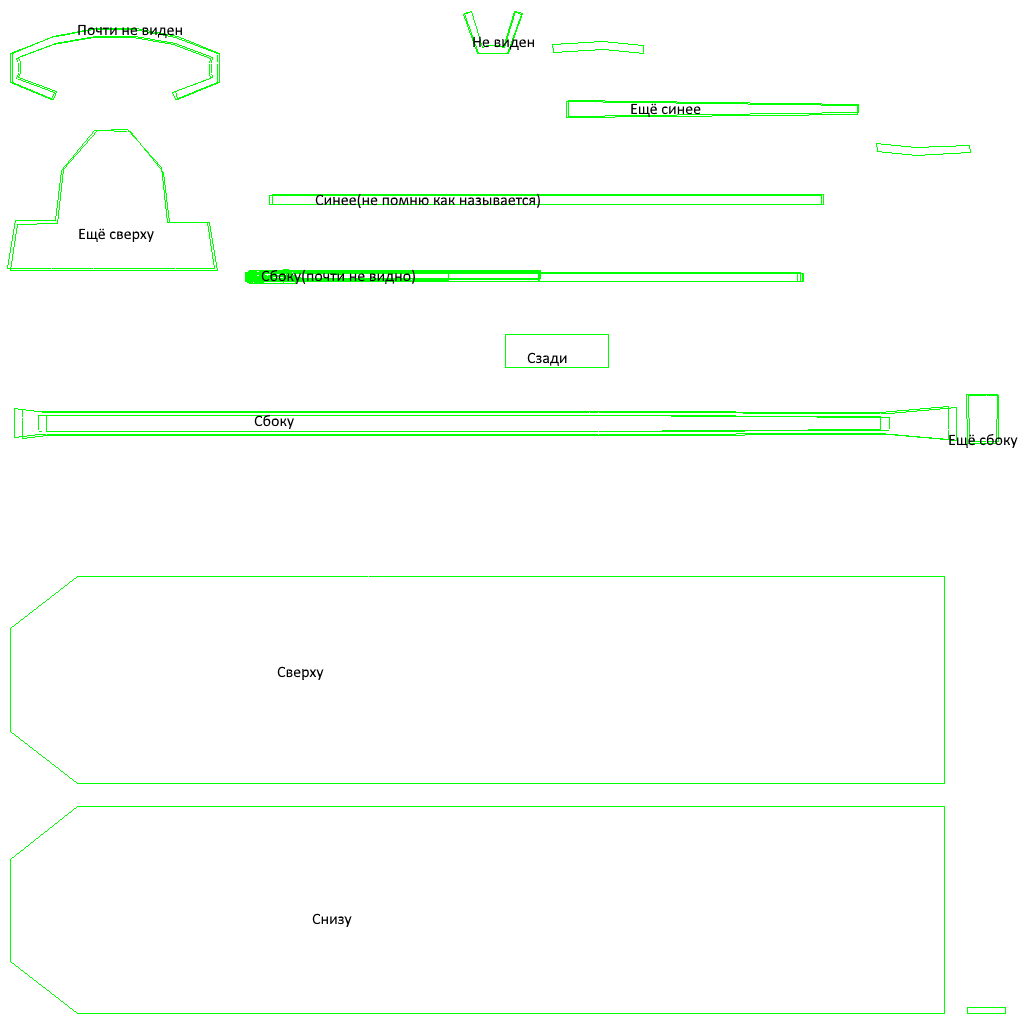 Почти не виден
Не виден
Ещё синее
Синее(не помню как называется)
Ещё сверху
Сбоку(почти не видно)
Сзади
Сбоку
Ещё сбоку
Сверху
Снизу